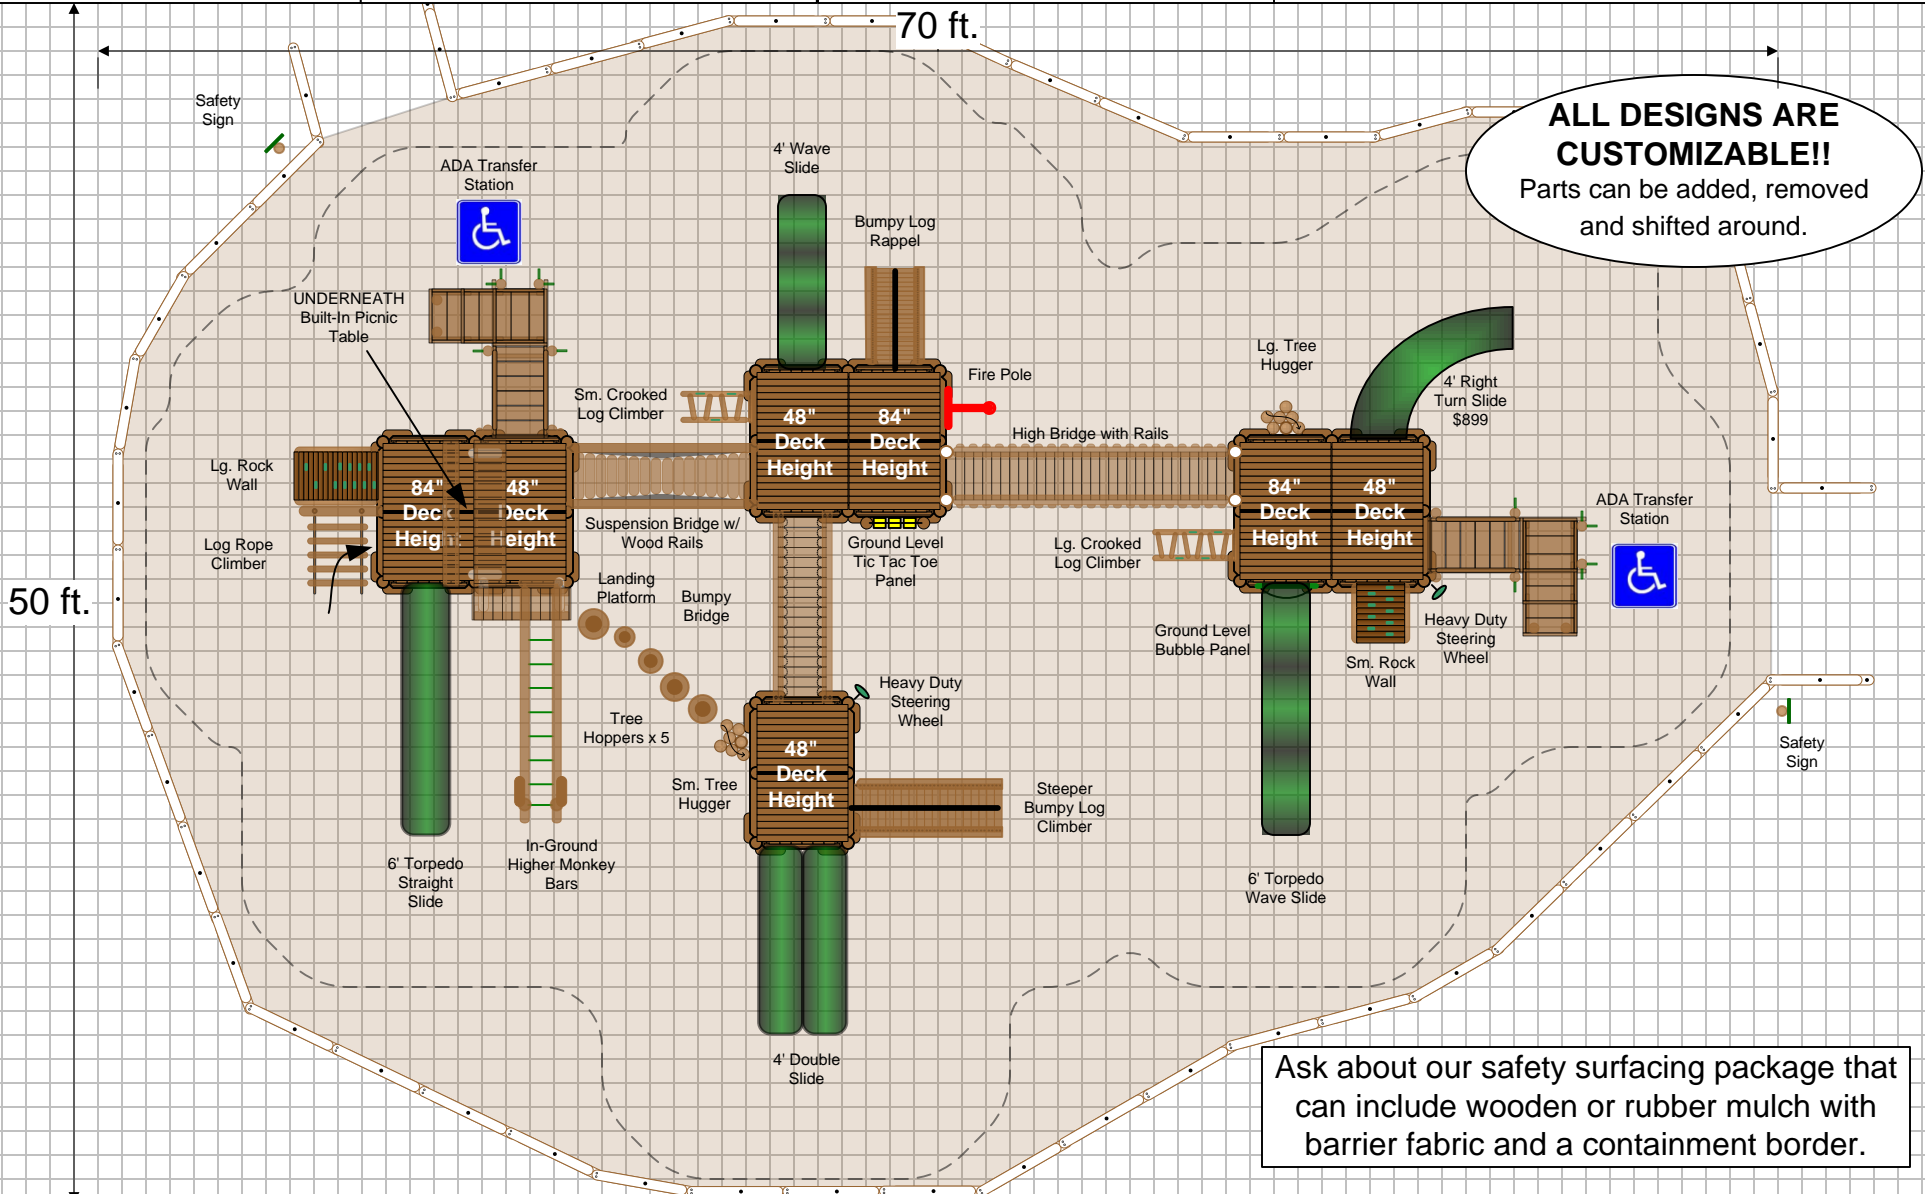 70 ft.
50 ft.
Safety
Sign
ADA Transfer
Station
4' Wave
Slide
Bumpy Log
Rappel
ALL DESIGNS ARE
CUSTOMIZABLE!!
Parts can be added, removed
and shifted around.
UNDERNEATH
Built-In Picnic
Table
Sm. Crooked
Log Climber
Fire Pole
48"
Deck
Height
84"
Deck
Height
High Bridge with Rails
Lg. Tree
Hugger
4' Right
Turn Slide
$899
Lg. Rock
Wall
Log Rope
Climber
84"
Deck
Height
48"
Deck
Height
Suspension Bridge w/
Wood Rails
Landing
Platform
Bumpy
Bridge
Ground Level
Tic Tac Toe
Panel
Lg. Crooked
Log Climber
84"
Deck
Height
48"
Deck
Height
ADA Transfer
Station
Ground Level
Bubble Panel
Sm. Rock
Wall
Heavy Duty
Steering
Wheel
Heavy Duty
Steering
Wheel
Tree
Hoppers x 5
Sm. Tree
Hugger
48"
Deck
Height
Steeper
Bumpy Log
Climber
Safety
Sign
6' Torpedo
Straight
Slide
In-Ground
Higher Monkey
Bars
6' Torpedo
Wave Slide
4' Double
Slide
Ask about our safety surfacing package that
can include wooden or rubber mulch with
barrier fabric and a containment border.